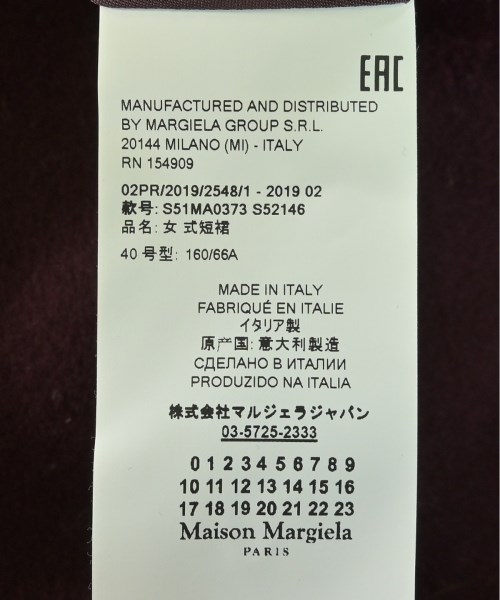 EAC
MANUFACTURED AND DISTRIBUTED
BY MARGIELA GROUP S.R.L.
20144 MILANO (MI) - ITALY
RN 154909
02PR/2019/2548/1 - 2019 02
款号: S51MA0373 S52146
品名: 女 式短裙
40 号型: 160/66A
MADE IN ITALY
FABRIQUÉ EN ITALIE
イタリア製
原产国: 意大利製造
СДЕЛАНО В ИТАЛИИ
PRODUZIDO NA ITALIA
株式会社マルジェラジャパン
03-5725-2333
0 1 2 3 4 5 6 7 8 9
10 11 12 13 14 15 16
17 18 19 20 21 22 23
Maison Margiela
PARIS